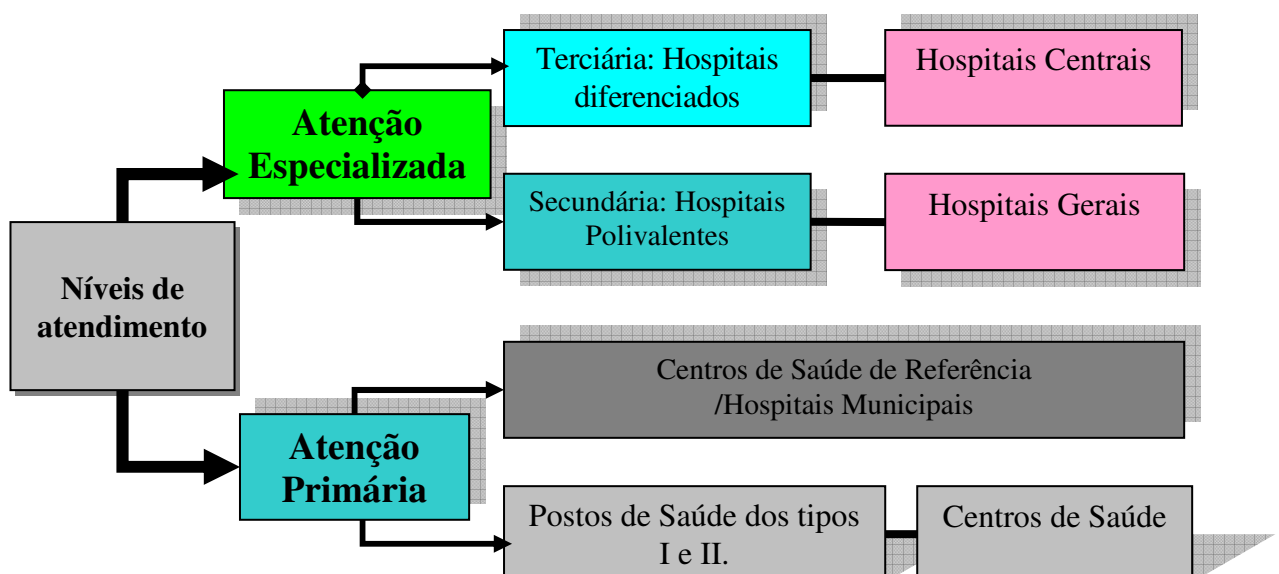 Níveis de
atendimento
Atenção
Especializada
Terciária: Hospitais
diferenciados
Hospitais Centrais
Secundária: Hospitais
Polivalentes
Hospitais Gerais
Atenção
Primária
Centros de Saúde de Referência
/Hospitais Municipais
Postos de Saúde dos tipos
I e II.
Centros de Saúde